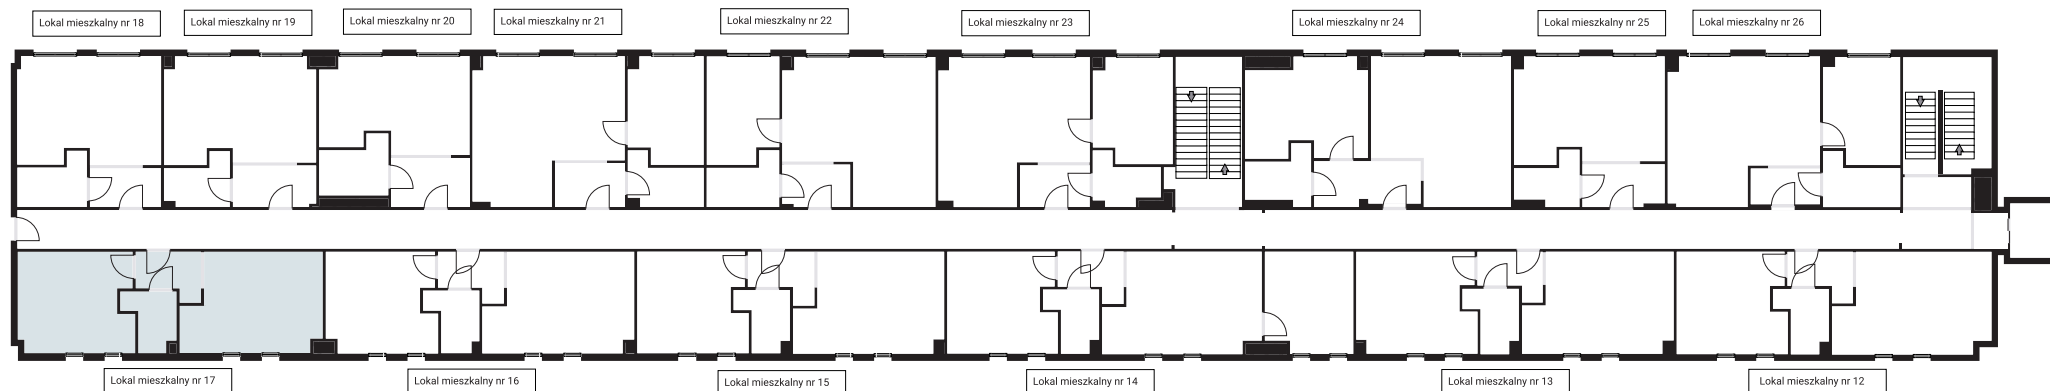 Lokal mieszkalny nr 18
Lokal mieszkalny nr 19
Lokal mieszkalny nr 20
Lokal mieszkalny nr 21
Lokal mieszkalny nr 22
Lokal mieszkalny nr 23
Lokal mieszkalny nr 24
Lokal mieszkalny nr 25
Lokal mieszkalny nr 26
Lokal mieszkalny nr 17
Lokal mieszkalny nr 16
Lokal mieszkalny nr 15
Lokal mieszkalny nr 14
Lokal mieszkalny nr 13
Lokal mieszkalny nr 12